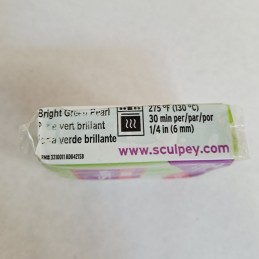 Bright Green Pearl
vert brillant
verde brillante
275 °F (130 °C)
30 min per/par/por
1/4 in (6 mm)
www.sculpey.com